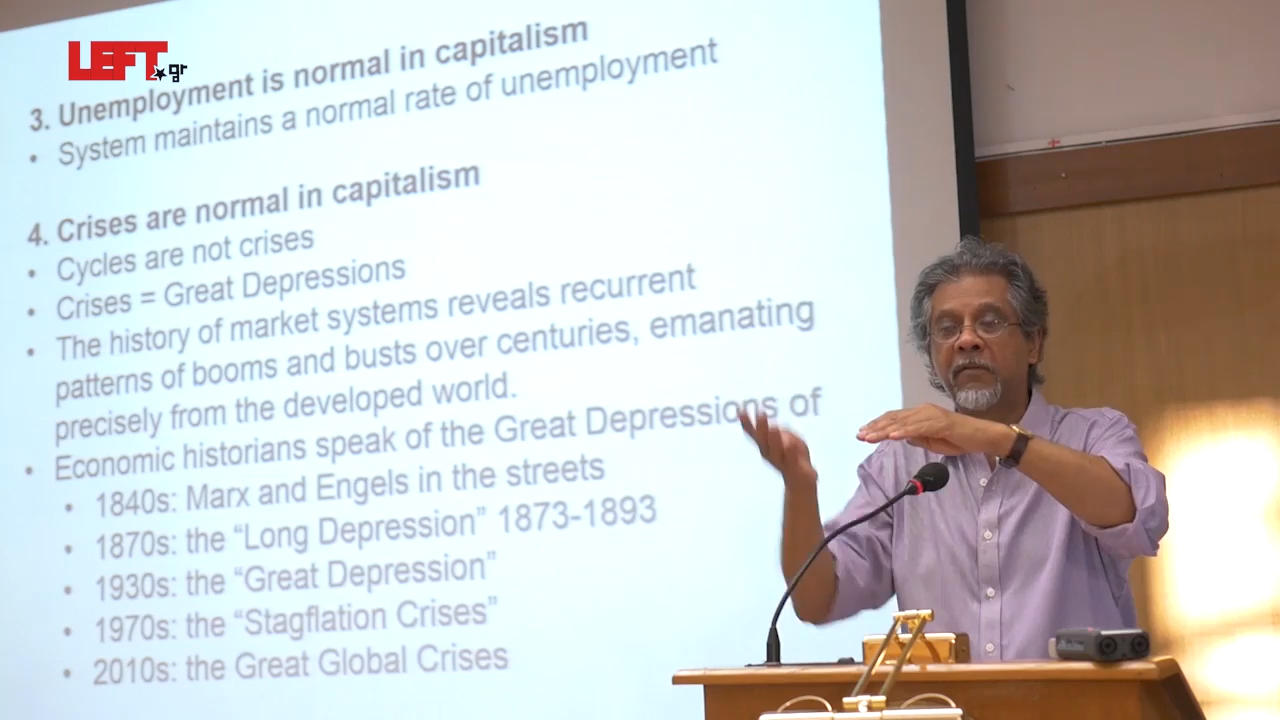 LEFT.gr
3. Unemployment is normal in capitalism
• System maintains a normal rate of unemployment
4. Crises are normal in capitalism
• Cycles are not crises
• Crises = Great Depressions
• The history of market systems reveals recurrent
patterns of booms and busts over centuries, emanating
precisely from the developed world.
• Economic historians speak of the Great Depressions of
• 1840s: Marx and Engels in the streets
• 1870s: the “Long Depression” 1873-1893
• 1930s: the “Great Depression”
• 1970s: the “Stagflation Crises”
• 2010s: the Great Global Crises